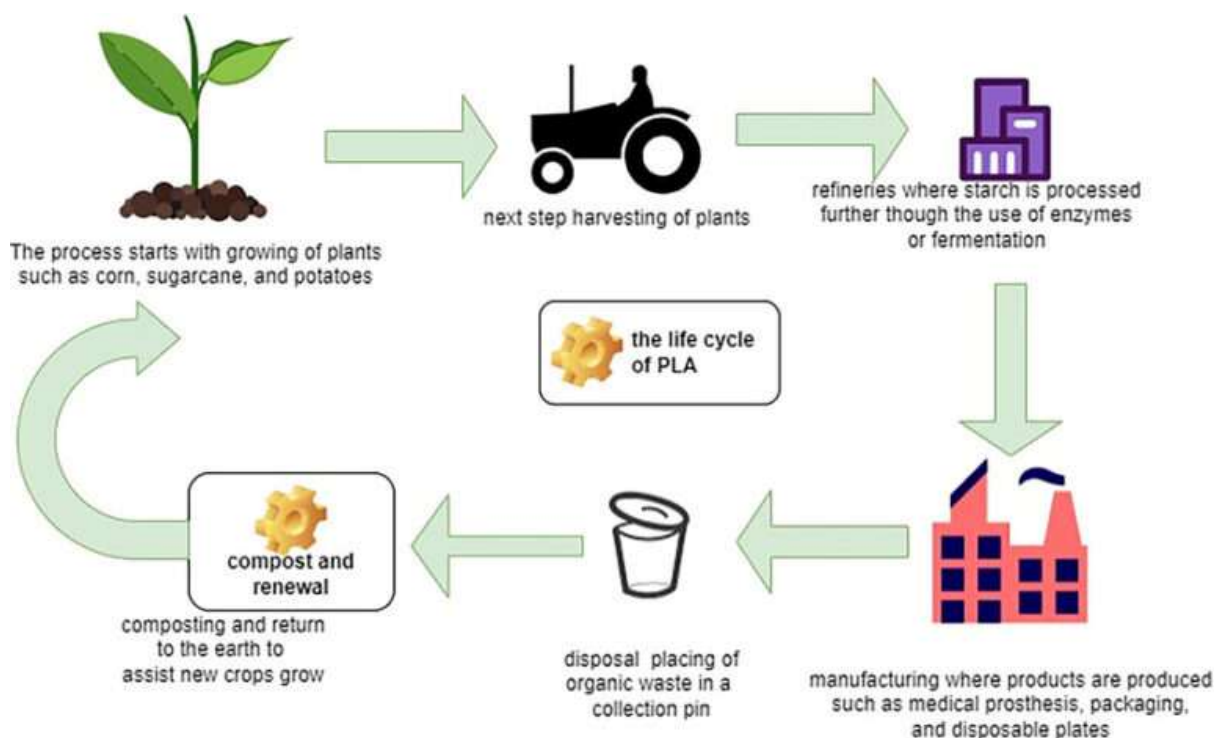 The process starts with growing of plants
such as corn, sugarcane, and potatoes
next step harvesting of plants
refineries where starch is processed
further though the use of enzymes
or fermentation
the life cycle
of PLA
manufacturing where products are produced
such as medical prosthesis, packaging,
and disposable plates
disposal placing of
organic waste in a
collection pin
compost and
renewal
composting and return
to the earth to
assist new crops grow